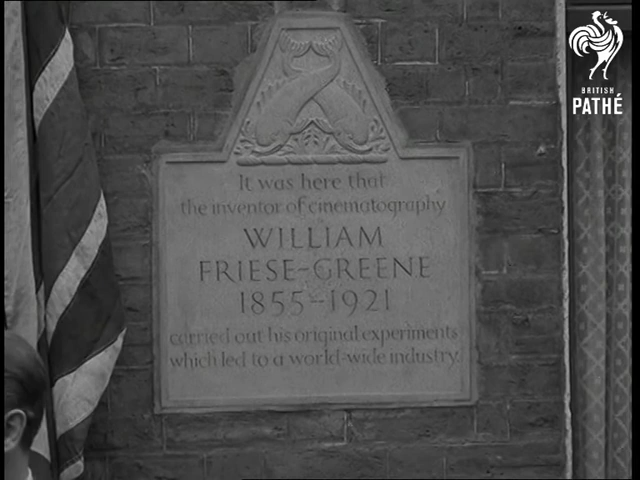 BRITISH
PATHÉ
It was here that
the inventor of cinematography
WILLIAM
FRIESE-GREENE
1855-1921
carried out his original experiments
which led to a world-wide industry.